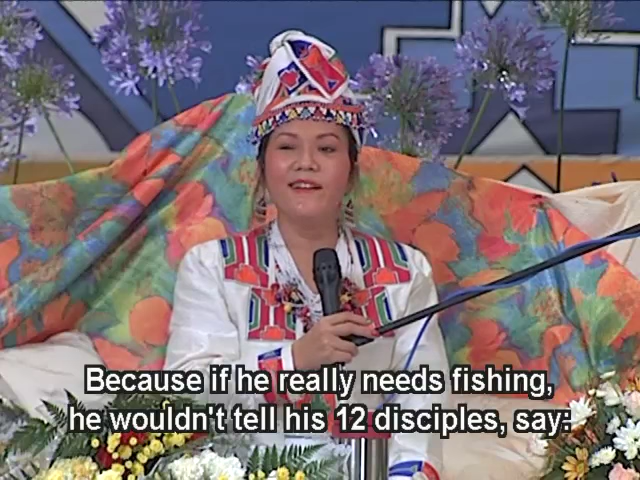 Because if he really needs fishing,
he wouldn't tell his 12 disciples, say: